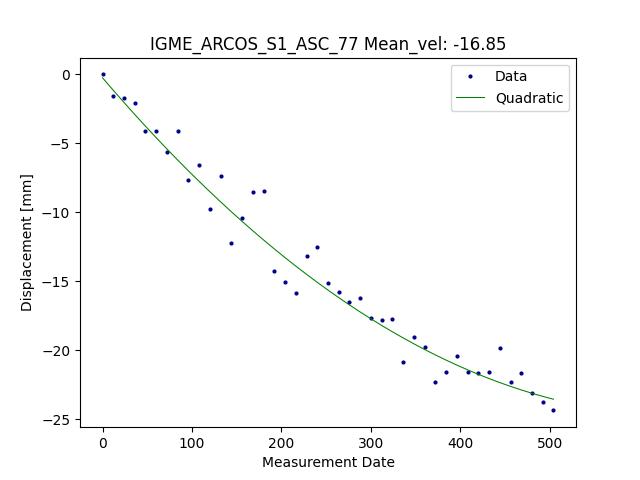 IGME_ARCOS_S1_ASC_77 Mean_vel: -16.85
Data
Quadratic
0
−5
−10
−15
−20
−25
Displacement [mm]
0 100 200 300 400 500
Measurement Date